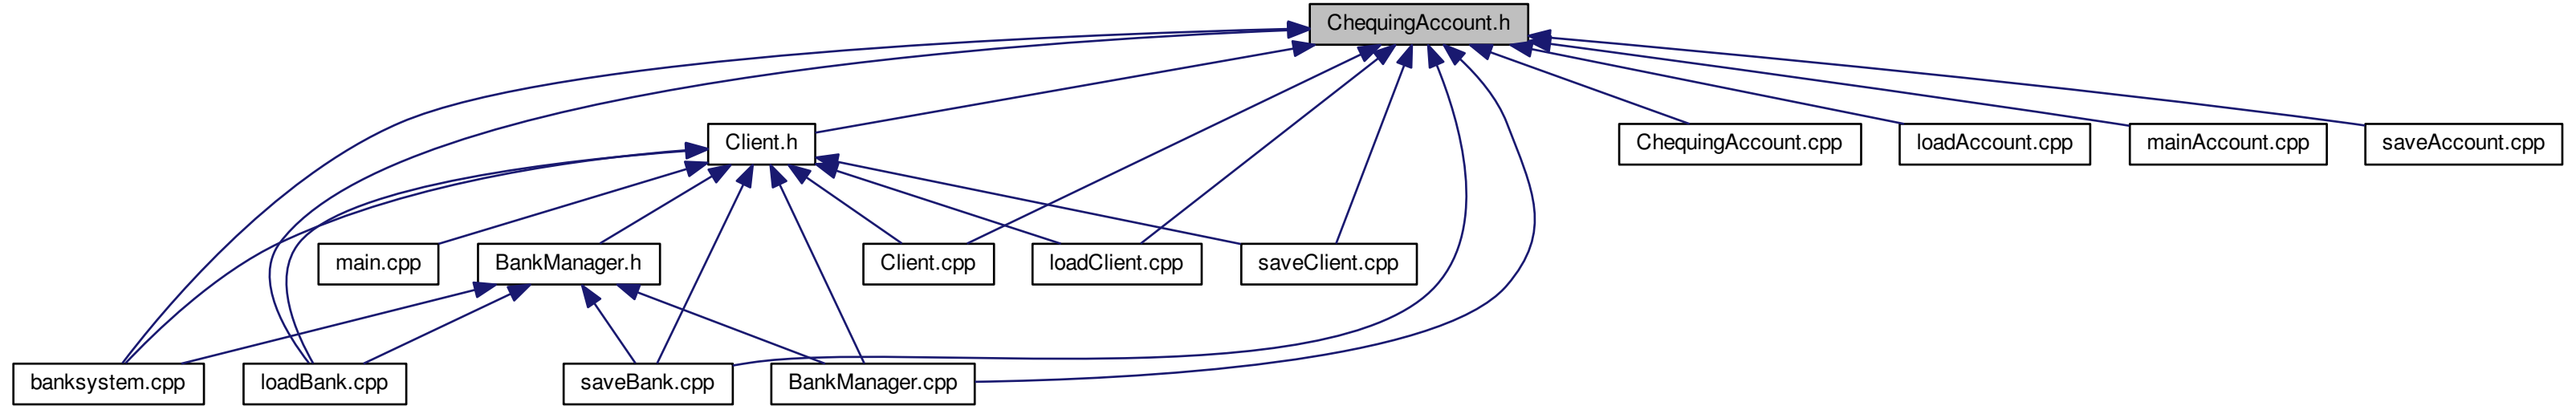 ChequingAccount.h
Client.h
ChequingAccount.cpp
loadAccount.cpp
mainAccount.cpp
saveAccount.cpp
main.cpp
BankManager.h
Client.cpp
loadClient.cpp
saveClient.cpp
banksystem.cpp
loadBank.cpp
saveBank.cpp
BankManager.cpp